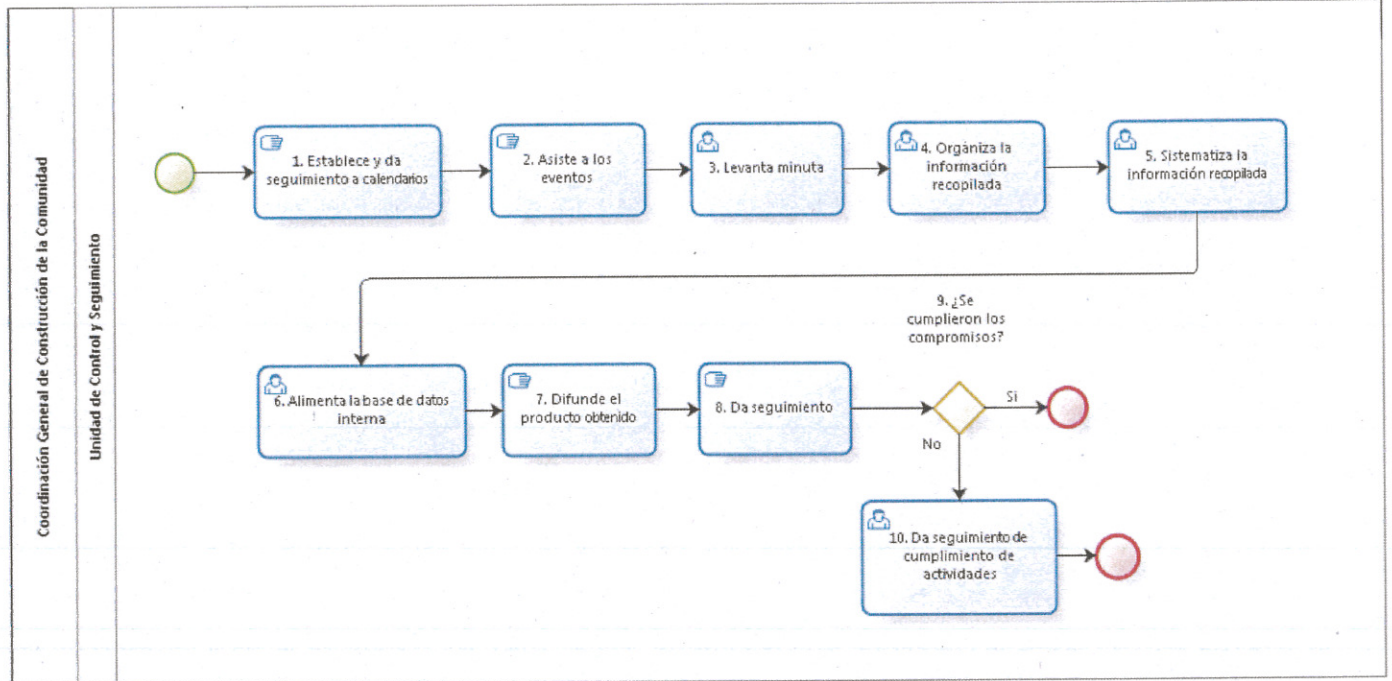 Coordinación General de Construcción de la Comunidad
Unidad de Control y Seguimiento
1. Establece y da
seguimiento a calendarios
2. Asiste a los
eventos
3. Levanta minuta
4. Organiza la
información
recopilada
5. Sistematiza la
información recopilada
6. Alimenta la base de datos
interna
7. Difunde el
producto obtenido
8. Da seguimiento
9. ¿Se
cumplieron los
compromisos?
Si
No
10. Da seguimiento de
cumplimiento de
actividades